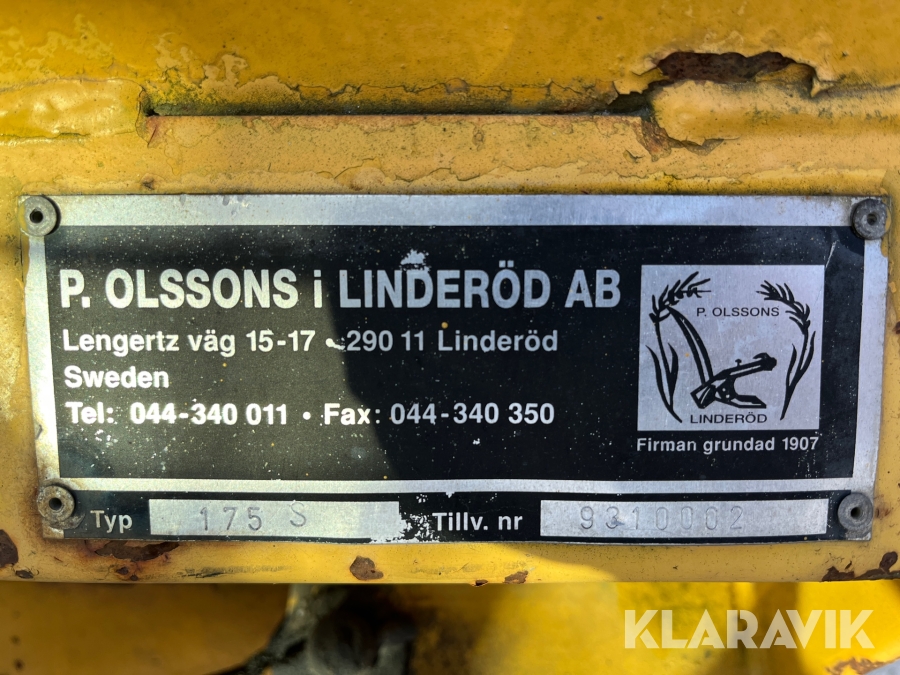 P. OLSSONS i LINDERÖD AB
Lengertz väg 15-17 • 290 11 Linderöd
Sweden
Tel: 044-340 011 • Fax: 044-340 350
P. OLSSONS
LINDERÖD
Firman grundad 1907
Typ 175 S Tillv. nr 9310002
KLARAVIK